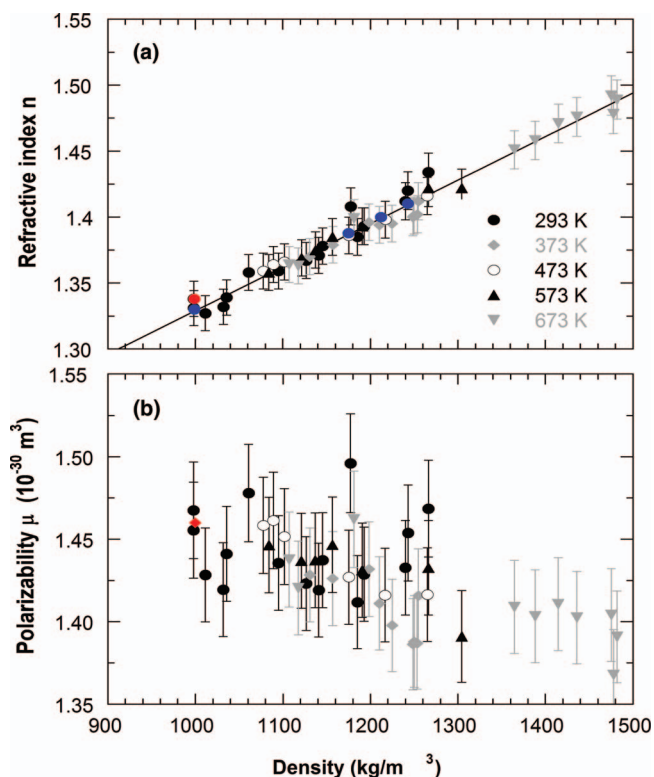 1.55
(a)
1.50
1.45
1.40
1.35
1.30
Refractive index n
293 K
373 K
473 K
573 K
673 K
1.55
(b)
1.50
1.45
1.40
1.35
Polarizability μ (10⁻³⁰ m³)
900 1000 1100 1200 1300 1400 1500
Density (kg/m ³)